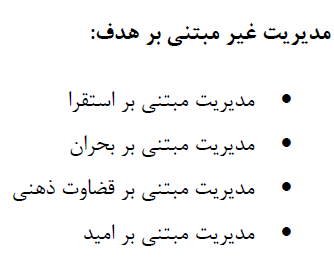 مدیریت غیر مبتنی بر هدف:
• مدیریت مبتنی بر استقرا
• مدیریت مبتنی بر بحران
• مدیریت مبتنی بر قضاوت ذهنی
• مدیریت مبتنی بر امید